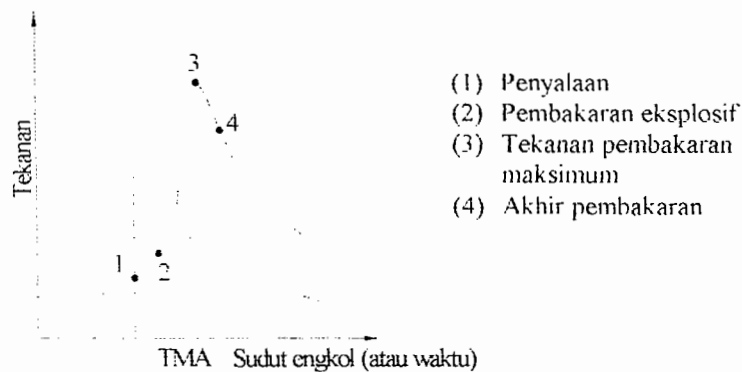 3
4
1
2
Tekanan
TMA Sudut engkol (atau waktu)
(1) Penyalaan
(2) Pembakaran eksplosif
(3) Tekanan pembakaran
maksimum
(4) Akhir pembakaran